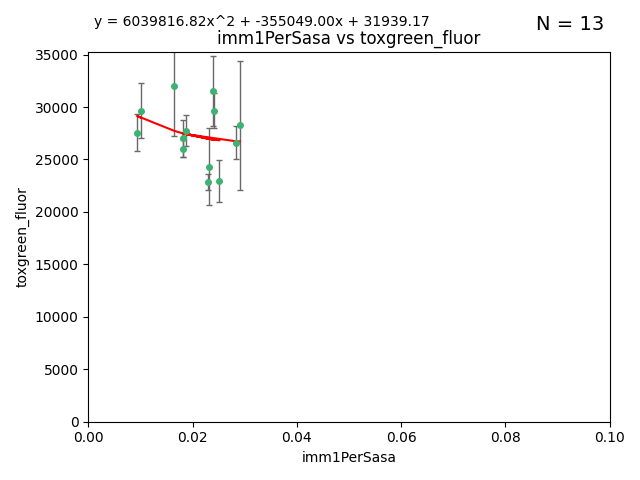 y = 6039816.82x^2 + -355049.00x + 31939.17
N = 13
imm1PerSasa vs toxgreen_fluor
35000
30000
25000
20000
15000
10000
5000
0
toxgreen_fluor
0.00
0.02
0.04
0.06
0.08
0.10
imm1PerSasa